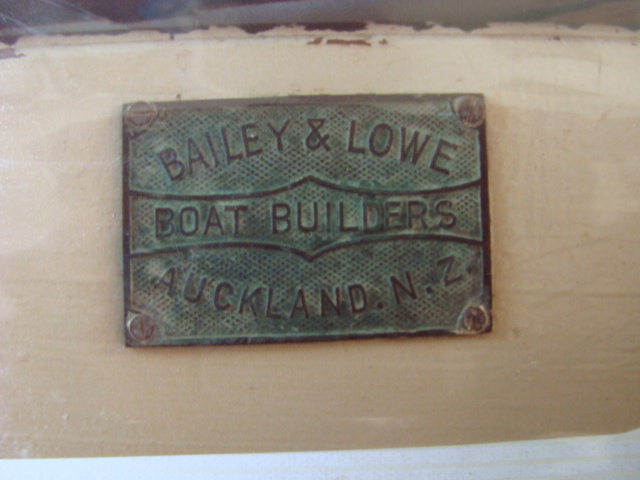 BAILEY & LOWE
BOAT BUILDERS
AUCKLAND. N. Z.